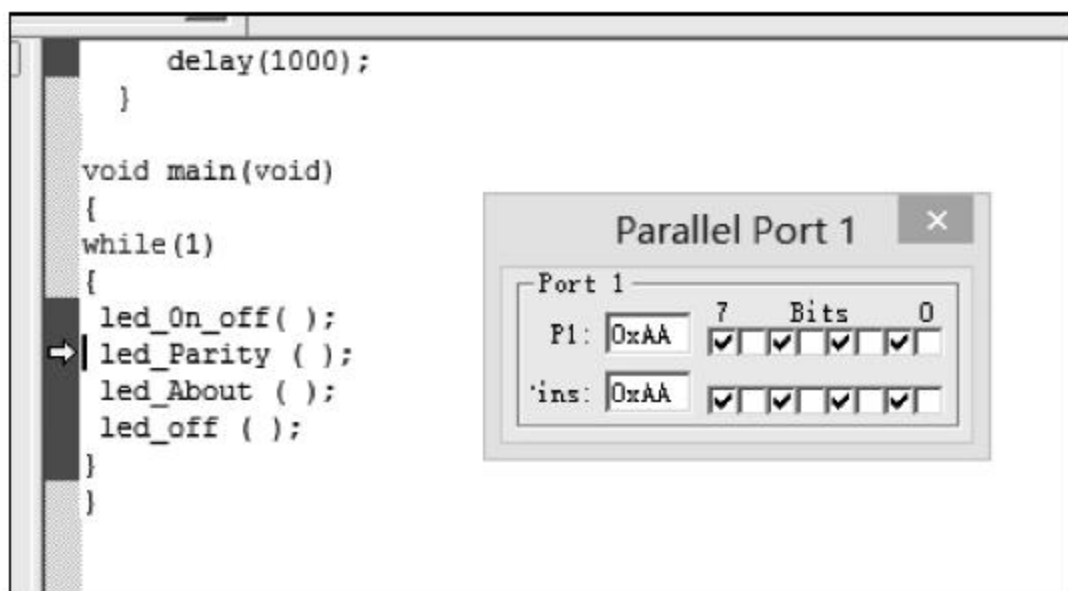 delay(1000);
}
void main(void)
{
while(1)
{
led_On_off( );
led_Parity ( );
led_About ( );
led_off ( );
}
}
Parallel Port 1
Port 1
7 Bits 0
P1: 0xAA
ins: 0xAA